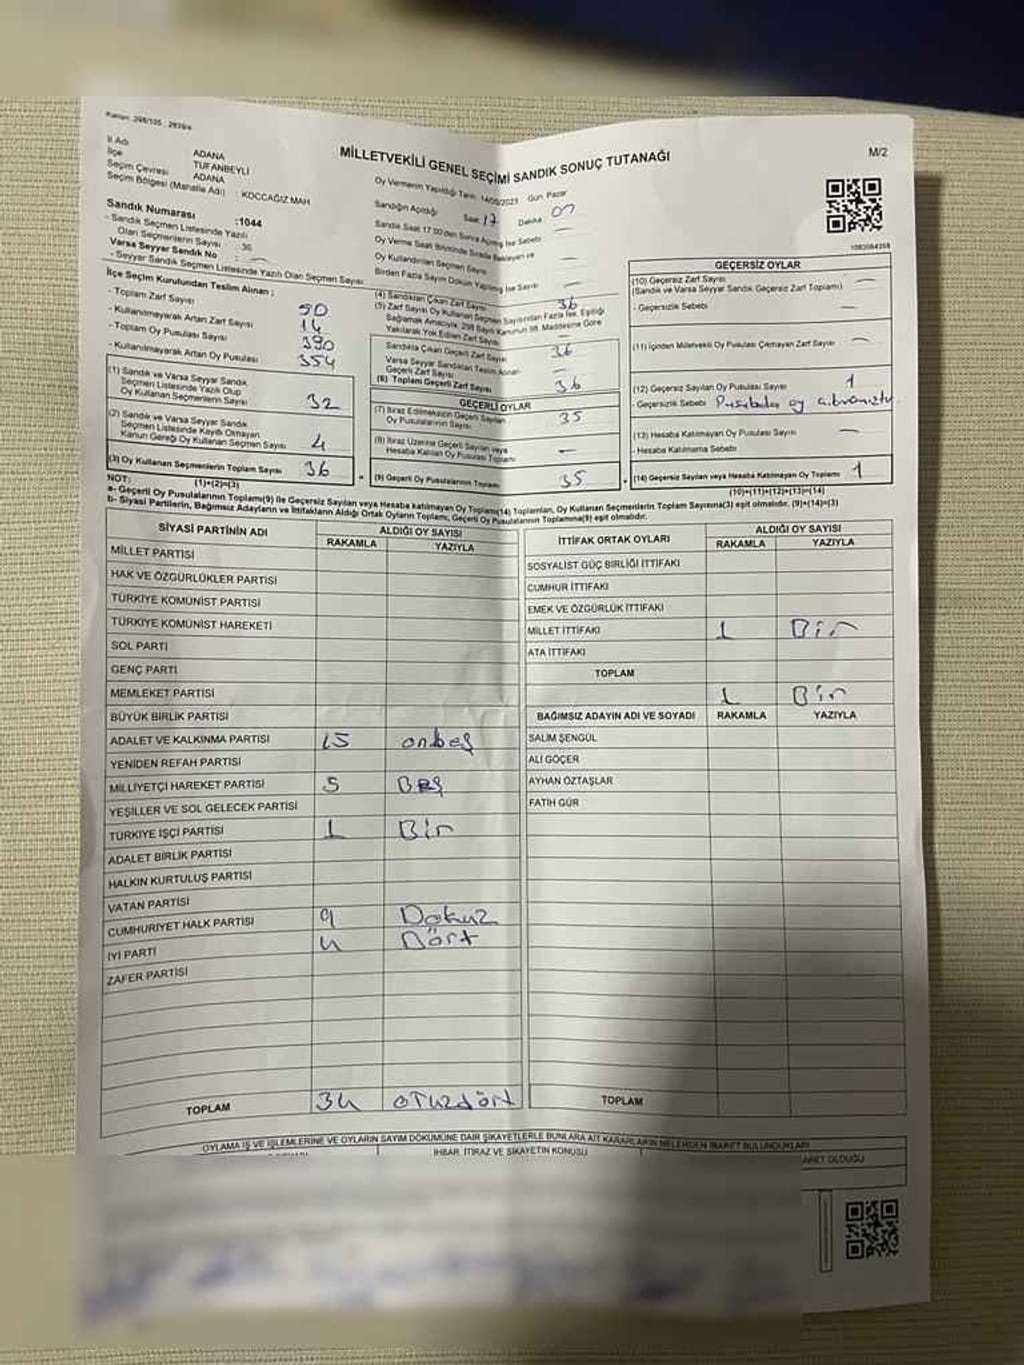 Kanun: 298/105 : 2839/4
M/2
MİLLETVEKİLİ GENEL SEÇİMİ SANDIK SONUÇ TUTANAĞI
İl Adı ADANA
İlçe TUFANBEYLİ
Seçim Çevresi ADANA
Seçim Bölgesi (Mahalle Adı) : KOCCAĞIZ MAH
Sandık Numarası :1044
- Sandık Seçmen Listesinde Yazılı
Olan Seçmenlerin Sayısı : 36
Varsa Seyyar Sandık No : —
- Seyyar Sandık Seçmen Listesinde Yazılı Olan Seçmen Sayısı
Oy Vermenin Yapıldığı Tarih: 14/05/2023 Gün: Pazar
Sandığın Açıldığı Saat: 17 Dakika: 07
Sandık Saat 17:00'den Sonra Açılmış İse Sebebi —
Oy Verme Saati Bitiminde Sırada Bekleyen ve
Oy Kullandırılan Seçmen Sayısı —
Birden Fazla Sayım Döküm Yapılmış İse Sayısı —
1083084358
İlçe Seçim Kurulundan Teslim Alınan :
- Toplam Zarf Sayısı 50
- Kullanılmayarak Artan Zarf Sayısı 14
- Toplam Oy Pusulası Sayısı 390
- Kullanılmayarak Artan Oy Pusulası 354
(1) Sandık ve Varsa Seyyar Sandık
Seçmen Listesinde Yazılı Olup
Oy Kullanan Seçmenlerin Sayısı 32
(2) Sandık ve Varsa Seyyar Sandık
Seçmen Listesinde Kayıtlı Olmayan
Kanun Gereği Oy Kullanan Seçmen Sayısı 4
(3) Oy Kullanan Seçmenlerin Toplam Sayısı 36
(1)+(2)=(3)
(4) Sandıktan Çıkan Zarf Sayısı 36
(5) Zarf Sayısı Oy Kullanan Seçmen Sayısından Fazla İse, Eşitliği
Sağlamak Amacıyla, 298 Sayılı Kanunun 98. Maddesine Göre
Yakılarak Yok Edilen Zarf Sayısı —
Sandıkta Çıkan Geçerli Zarf Sayısı 36
Varsa Seyyar Sandıktan Teslim Alınan
Geçerli Zarf Sayısı —
(6) Toplam Geçerli Zarf Sayısı 36
GEÇERLİ OYLAR
(7) İtiraz Edilmeksizin Geçerli Sayılan
Oy Pusulalarının Sayısı 35
(8) İtiraz Üzerine Geçerli Sayılan veya
Hesaba Katılan Oy Pusulası Toplamı —
(9) Geçerli Oy Pusulalarının Toplamı 35
GEÇERSİZ OYLAR
(10) Geçersiz Zarf Sayısı —
(Sandık ve Varsa Seyyar Sandık Geçersiz Zarf Toplamı)
- Geçersizlik Sebebi —
(11) İçinden Milletvekili Oy Pusulası Çıkmayan Zarf Sayısı —
(12) Geçersiz Sayılan Oy Pusulası Sayısı 1
- Geçersizlik Sebebi
(13) Hesaba Katılmayan Oy Pusulası Sayısı —
- Hesaba Katılmama Sebebi
(14) Geçersiz Sayılan veya Hesaba Katılmayan Oy Toplamı 1
(10)+(11)+(12)+(13)=(14)
NOT:
a- Geçerli Oy Pusulalarının Toplamı(9) ile Geçersiz Sayılan veya Hesaba katılmayan Oy Toplamı(14) Toplamları, Oy Kullanan Seçmenlerin Toplam Sayısına(3) eşit olmalıdır. (9)+(14)=(3)
b- Siyasi Partilerin, Bağımsız Adayların ve İttifakların Aldığı Ortak Oyların Toplamı, Geçerli Oy Pusulalarının Toplamına(9) eşit olmalıdır.
SİYASİ PARTİNİN ADI ALDIĞI OY SAYISI
RAKAMLA YAZIYLA
MİLLET PARTİSİ
HAK VE ÖZGÜRLÜKLER PARTİSİ
TÜRKİYE KOMÜNİST PARTİSİ
TÜRKİYE KOMÜNİST HAREKETİ
SOL PARTİ
GENÇ PARTİ
MEMLEKET PARTİSİ
BÜYÜK BİRLİK PARTİSİ
ADALET VE KALKINMA PARTİSİ 15 onbeş
YENİDEN REFAH PARTİSİ
MİLLİYETÇİ HAREKET PARTİSİ 5 Beş
YEŞİLLER VE SOL GELECEK PARTİSİ
TÜRKİYE İŞÇİ PARTİSİ 1 Bir
ADALET BİRLİK PARTİSİ
HALKIN KURTULUŞ PARTİSİ
VATAN PARTİSİ
CUMHURİYET HALK PARTİSİ 9 Dokuz
İYİ PARTİ 4 Dört
ZAFER PARTİSİ
TOPLAM 34 otuzdört
İTTİFAK ORTAK OYLARI ALDIĞI OY SAYISI
RAKAMLA YAZIYLA
SOSYALİST GÜÇ BİRLİĞİ İTTİFAKI
CUMHUR İTTİFAKI
EMEK VE ÖZGÜRLÜK İTTİFAKI
MİLLET İTTİFAKI 1 Bir
ATA İTTİFAKI
TOPLAM 1 Bir
BAĞIMSIZ ADAYIN ADI VE SOYADI RAKAMLA YAZIYLA
SALİM ŞENGÜL
ALİ GÖÇER
AYHAN ÖZTAŞLAR
FATİH GÜR
TOPLAM
OYLAMA İŞ VE İŞLEMLERİNE VE OYLARIN SAYIM DÖKÜMÜNE DAİR ŞİKAYETLERLE BUNLARA AİT KARARLARIN NELERDEN İBARET BULUNDUKLARI
İHBAR, İTİRAZ VE ŞİKAYETİN KONUSU